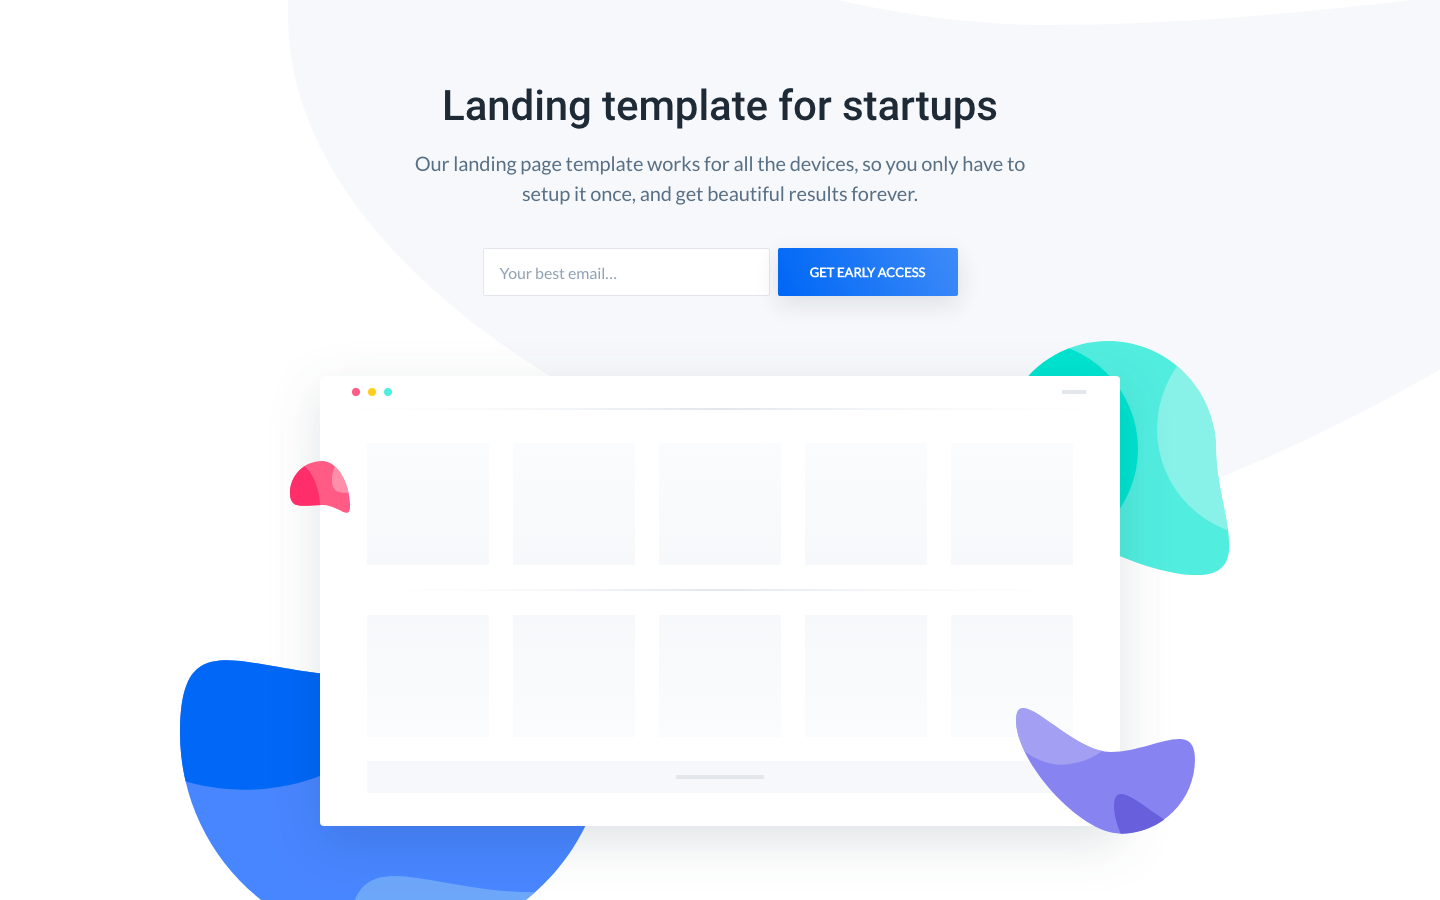 Landing template for startups
Our landing page template works for all the devices, so you only have to
setup it once, and get beautiful results forever.
Your best email...
GET EARLY ACCESS